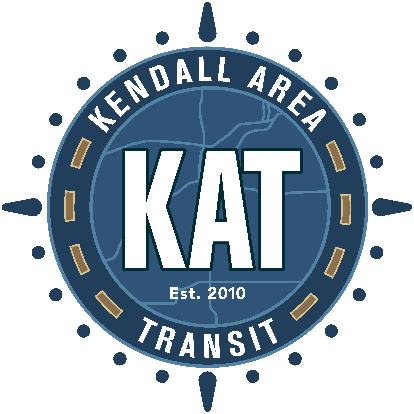 KENDALL AREA
KAT
Est. 2010
TRANSIT